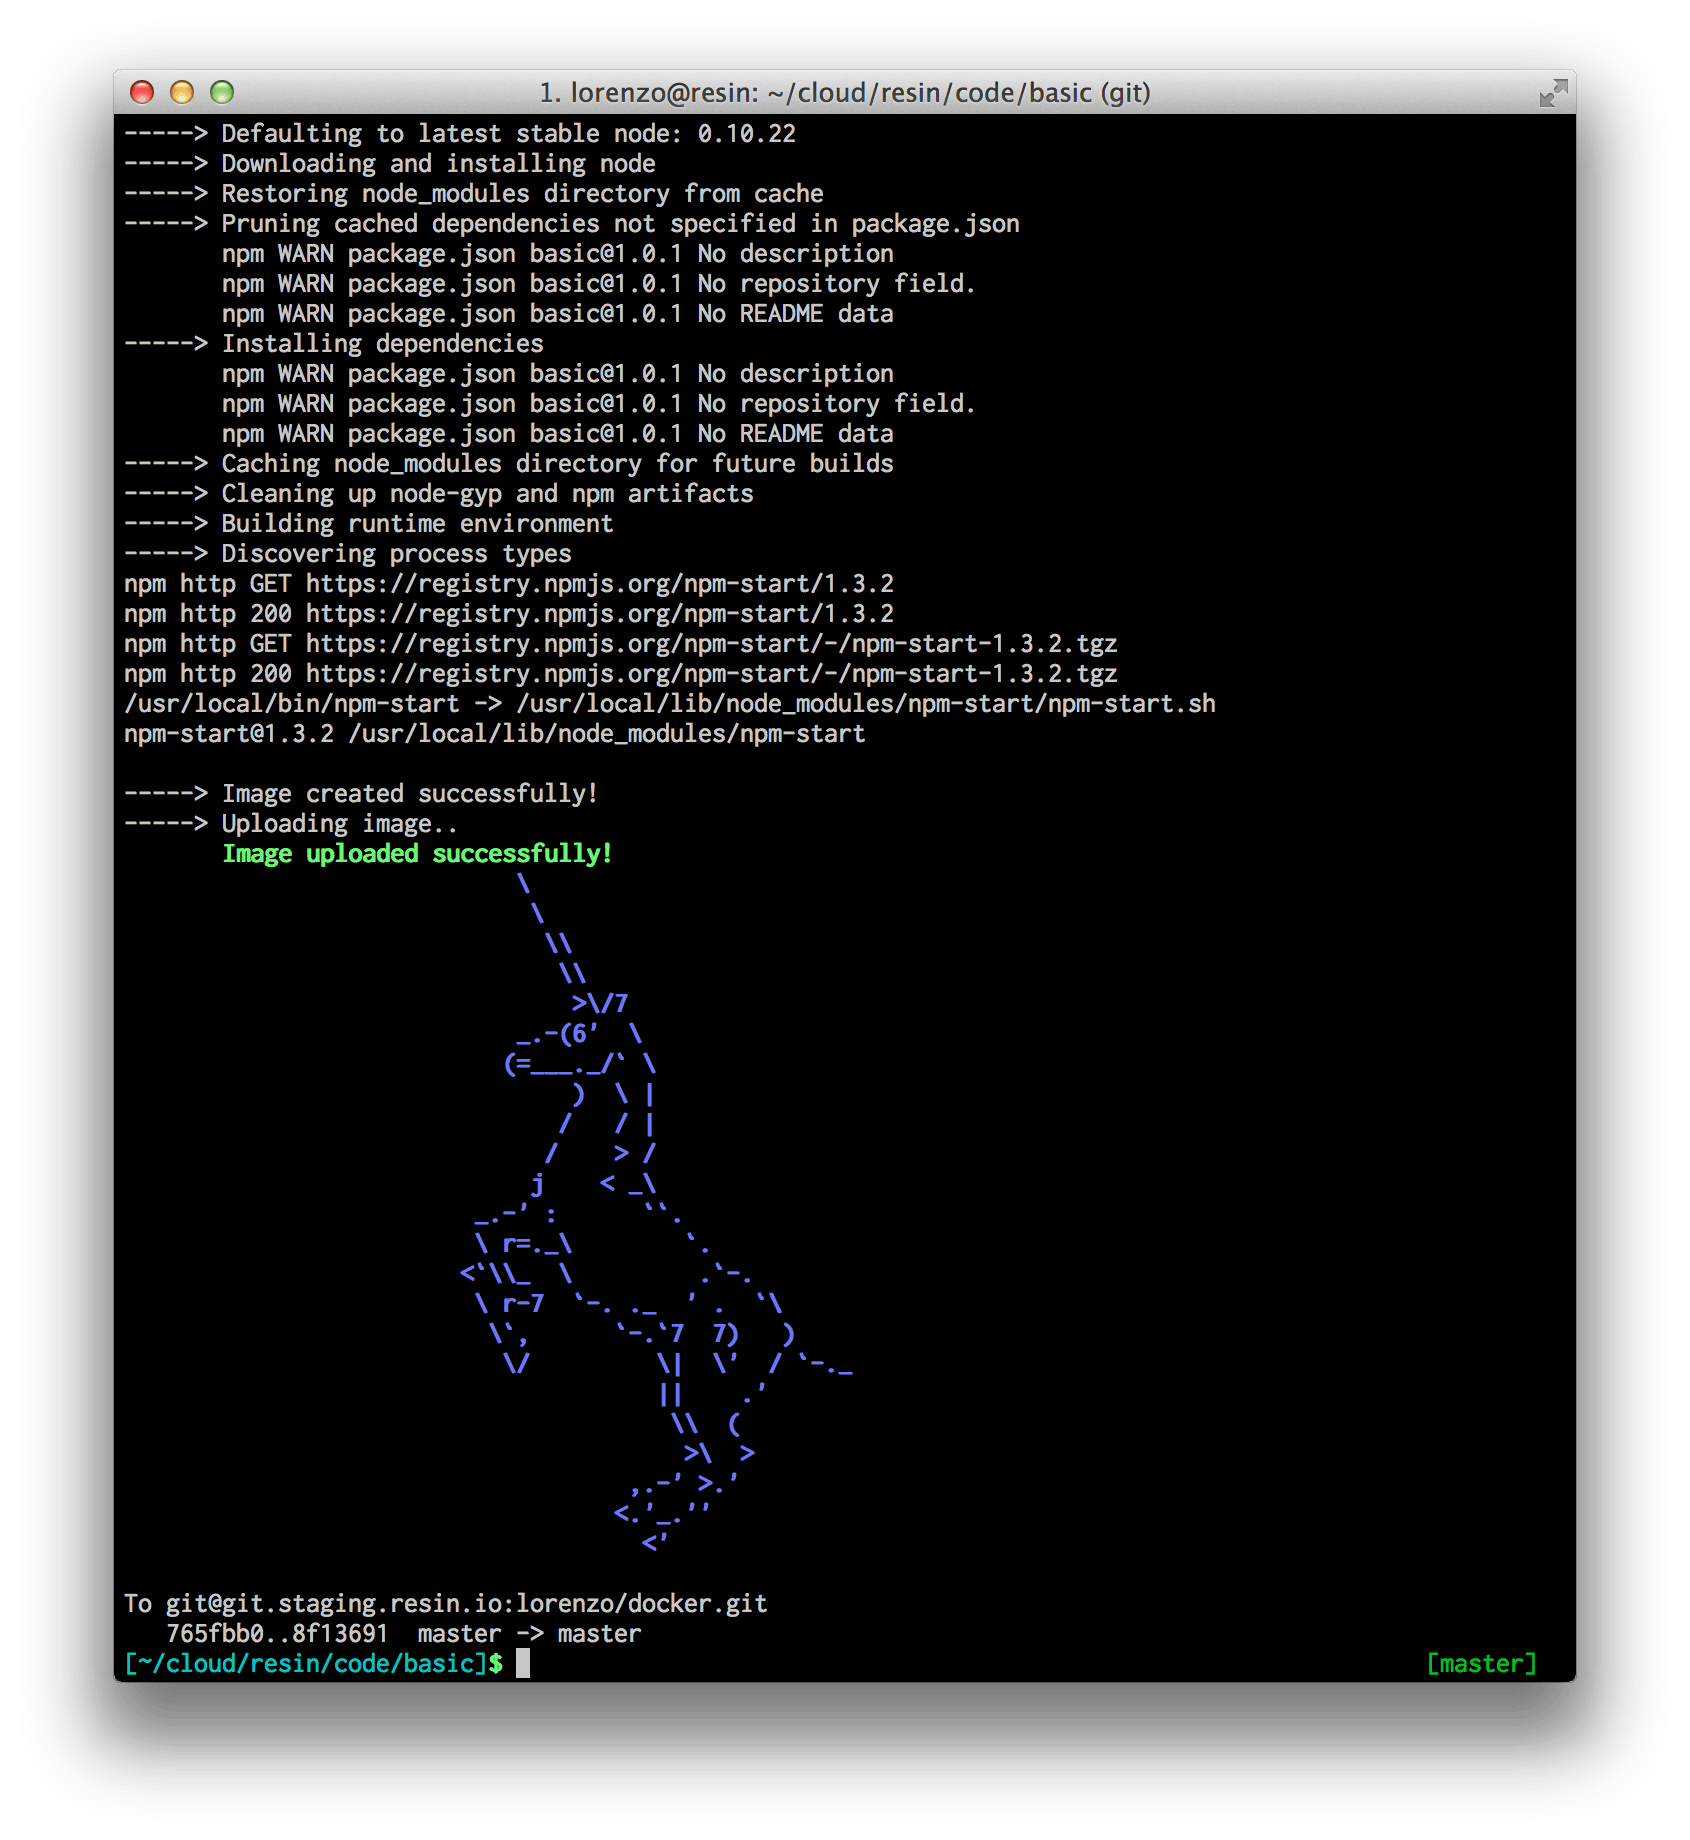 1. lorenzo@resin: ~/cloud/resin/code/basic (git)
-----> Defaulting to latest stable node: 0.10.22
-----> Downloading and installing node
-----> Restoring node_modules directory from cache
-----> Pruning cached dependencies not specified in package.json
       npm WARN package.json basic@1.0.1 No description
       npm WARN package.json basic@1.0.1 No repository field.
       npm WARN package.json basic@1.0.1 No README data
-----> Installing dependencies
       npm WARN package.json basic@1.0.1 No description
       npm WARN package.json basic@1.0.1 No repository field.
       npm WARN package.json basic@1.0.1 No README data
-----> Caching node_modules directory for future builds
-----> Cleaning up node-gyp and npm artifacts
-----> Building runtime environment
-----> Discovering process types
npm http GET https://registry.npmjs.org/npm-start/1.3.2
npm http 200 https://registry.npmjs.org/npm-start/1.3.2
npm http GET https://registry.npmjs.org/npm-start/-/npm-start-1.3.2.tgz
npm http 200 https://registry.npmjs.org/npm-start/-/npm-start-1.3.2.tgz
/usr/local/bin/npm-start -> /usr/local/lib/node_modules/npm-start/npm-start.sh
npm-start@1.3.2 /usr/local/lib/node_modules/npm-start

-----> Image created successfully!
-----> Uploading image..
       Image uploaded successfully!
                            \
                             \
                              \\
                               \\
                                >\/7
                            _.-(6'  \
                           (=___._/` \
                                )  \ |
                               /   / |
                              /    > /
                             j    < _\
                         _.-' :      ``.
                         \ r=._\        `.
                        <`\\_  \         .`-.
                         \ r-7  `-. ._  ' .  `\
                          \`,      `-.`7  7)   )
                           \/         \|  \'  / `-._
                                      ||    .'
                                       \\  (
                                        >\  >
                                    ,.-' >.'
                                   <.'_.''
                                     <'

To git@git.staging.resin.io:lorenzo/docker.git
   765fbb0..8f13691  master -> master
[~/cloud/resin/code/basic]$ [master]